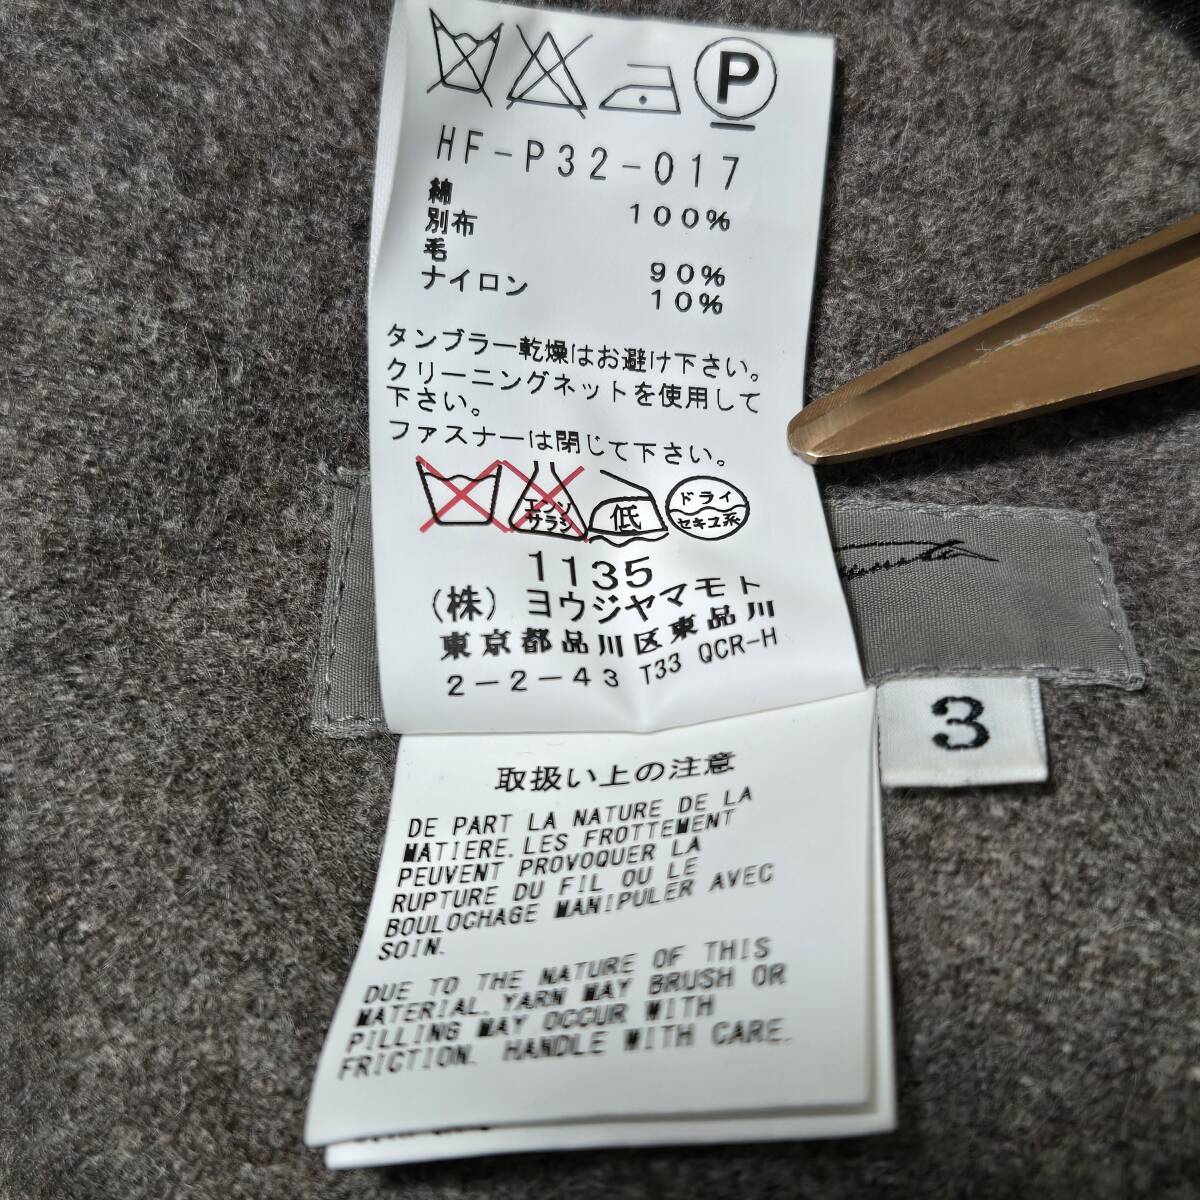 P
HF-P32-017
綿 100%
別布
毛 90%
ナイロン 10%
タンブラー乾燥はお避け下さい。
クリーニングネットを使用して
下さい。
ファスナーは閉じて下さい。
エンソ
サラシ
低
ドライ
セキユ系
1135
(株) ヨウジヤマモト
東京都品川区東品川
2-2-43 T33 QCR-H
3
取扱い上の注意
DE PART LA NATURE DE LA
MATIERE.LES FROTTEMENT
PEUVENT PROVOQUER LA
RUPTURE DU FIL OU LE
BOULOCHAGE MANIPULER AVEC
SOIN.
DUE TO THE NATURE OF THIS
MATERIAL.YARN MAY BRUSH OR
PILLING MAY OCCUR WITH
FRICTION. HANDLE WITH CARE.